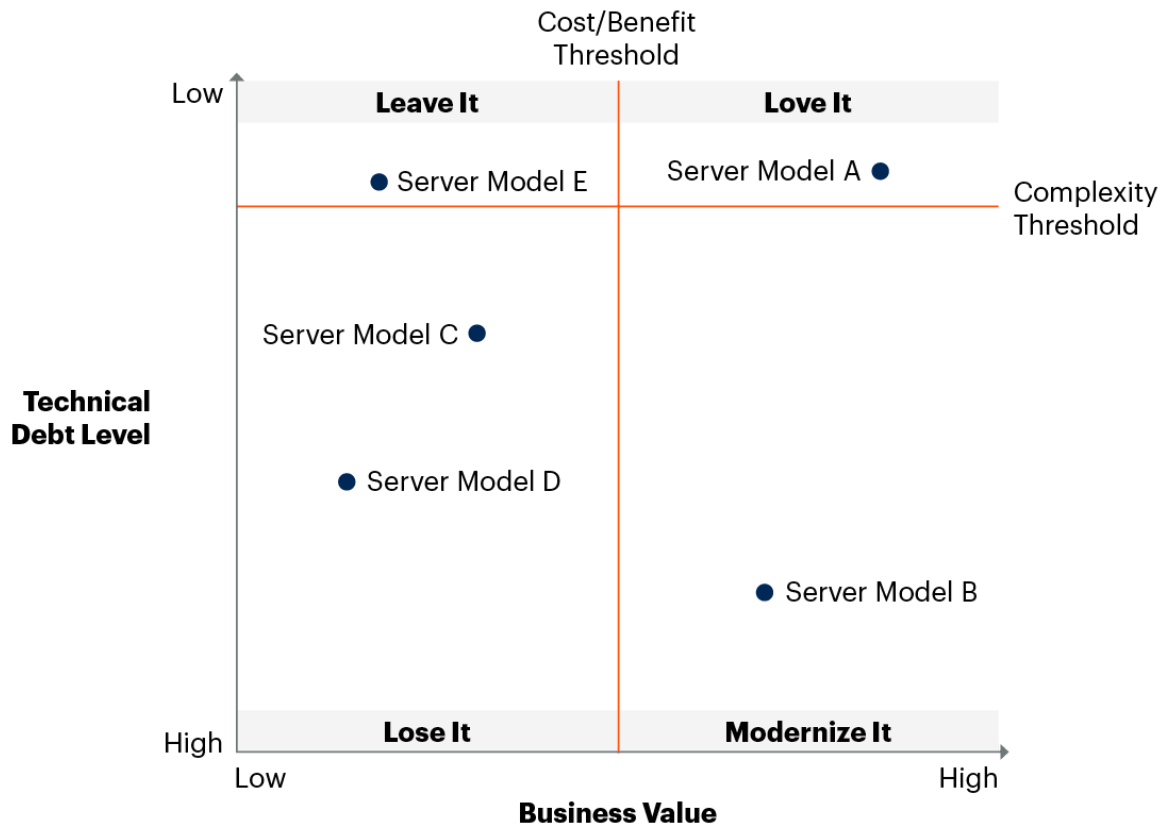 Cost/Benefit
Threshold
Low
Leave It
Love It
Server Model E
Server Model A
Complexity
Threshold
Server Model C
Technical
Debt Level
Server Model D
Server Model B
Lose It
Modernize It
High
Low
High
Business Value